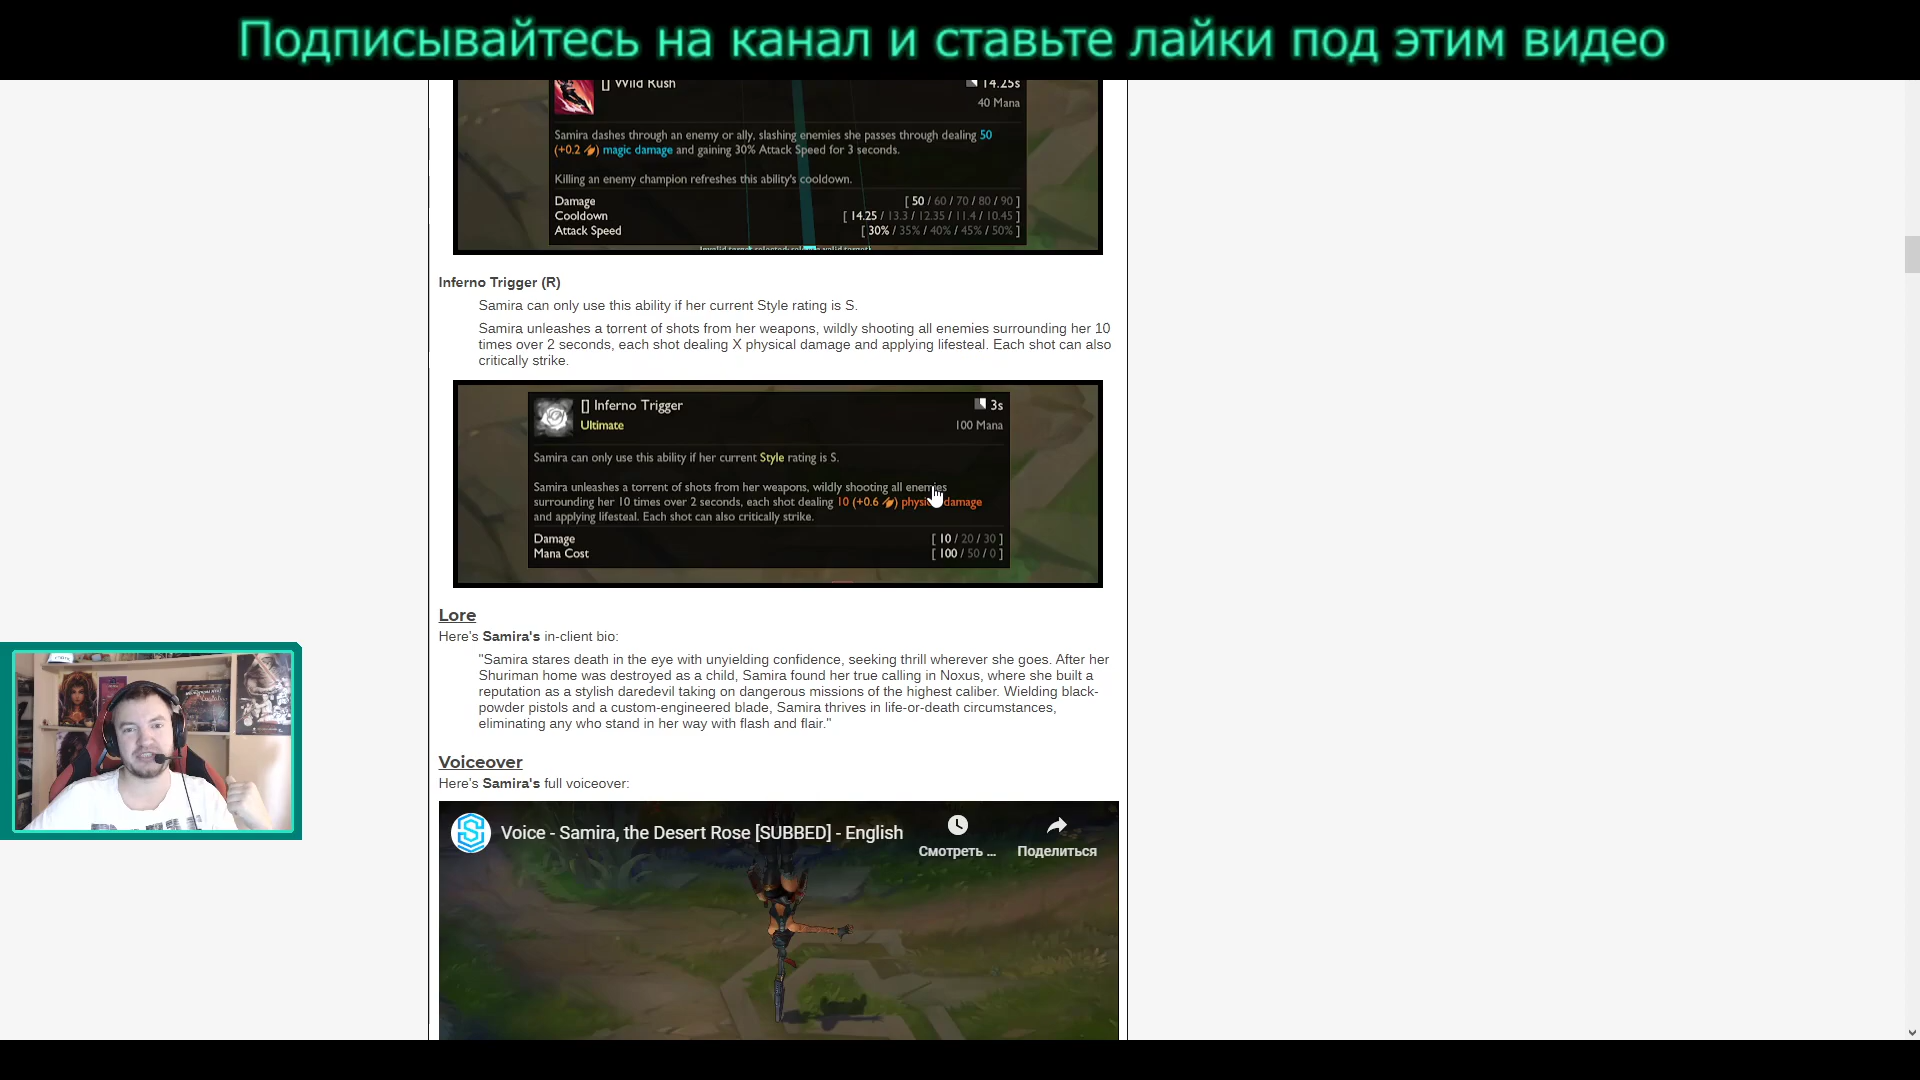 Подписывайтесь на канал и ставьте лайки под этим видео
[] Wild Rush
14.25s
40 Mana
Samira dashes through an enemy or ally, slashing enemies she passes through dealing 50
(+0.2 ) magic damage and gaining 30% Attack Speed for 3 seconds.
Killing an enemy champion refreshes this ability's cooldown.
Damage [ 50 / 60 / 70 / 80 / 90 ]
Cooldown [ 14.25 / 13.3 / 12.35 / 11.4 / 10.45 ]
Attack Speed [ 30% / 35% / 40% / 45% / 50% ]
Inferno Trigger (R)
Samira can only use this ability if her current Style rating is S.
Samira unleashes a torrent of shots from her weapons, wildly shooting all enemies surrounding her 10
times over 2 seconds, each shot dealing X physical damage and applying lifesteal. Each shot can also
critically strike.
[] Inferno Trigger
3s
Ultimate
100 Mana
Samira can only use this ability if her current Style rating is S.
Samira unleashes a torrent of shots from her weapons, wildly shooting all enemies
surrounding her 10 times over 2 seconds, each shot dealing 10 (+0.6 ) physical damage
and applying lifesteal. Each shot can also critically strike.
Damage [ 10 / 20 / 30 ]
Mana Cost [ 100 / 50 / 0 ]
Lore
Here's Samira's in-client bio:
"Samira stares death in the eye with unyielding confidence, seeking thrill wherever she goes. After her
Shuriman home was destroyed as a child, Samira found her true calling in Noxus, where she built a
reputation as a stylish daredevil taking on dangerous missions of the highest caliber. Wielding black-
powder pistols and a custom-engineered blade, Samira thrives in life-or-death circumstances,
eliminating any who stand in her way with flash and flair."
Voiceover
Here's Samira's full voiceover:
Voice - Samira, the Desert Rose [SUBBED] - English
Смотреть ...
Поделиться